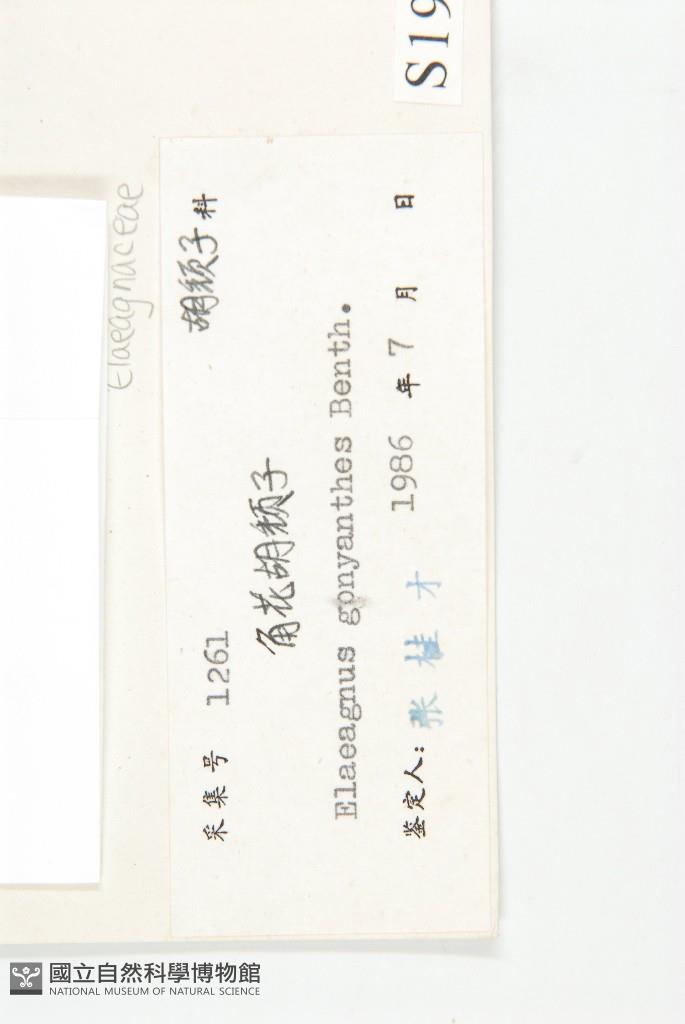 S19
Elaeagnaceae
采集号 1261 胡颓子科
角花胡颓子
Elaeagnus gonyanthes Benth.
鉴定人: 张桂才 1986 年 7 月 日
國立自然科學博物館
NATIONAL MUSEUM OF NATURAL SCIENCE